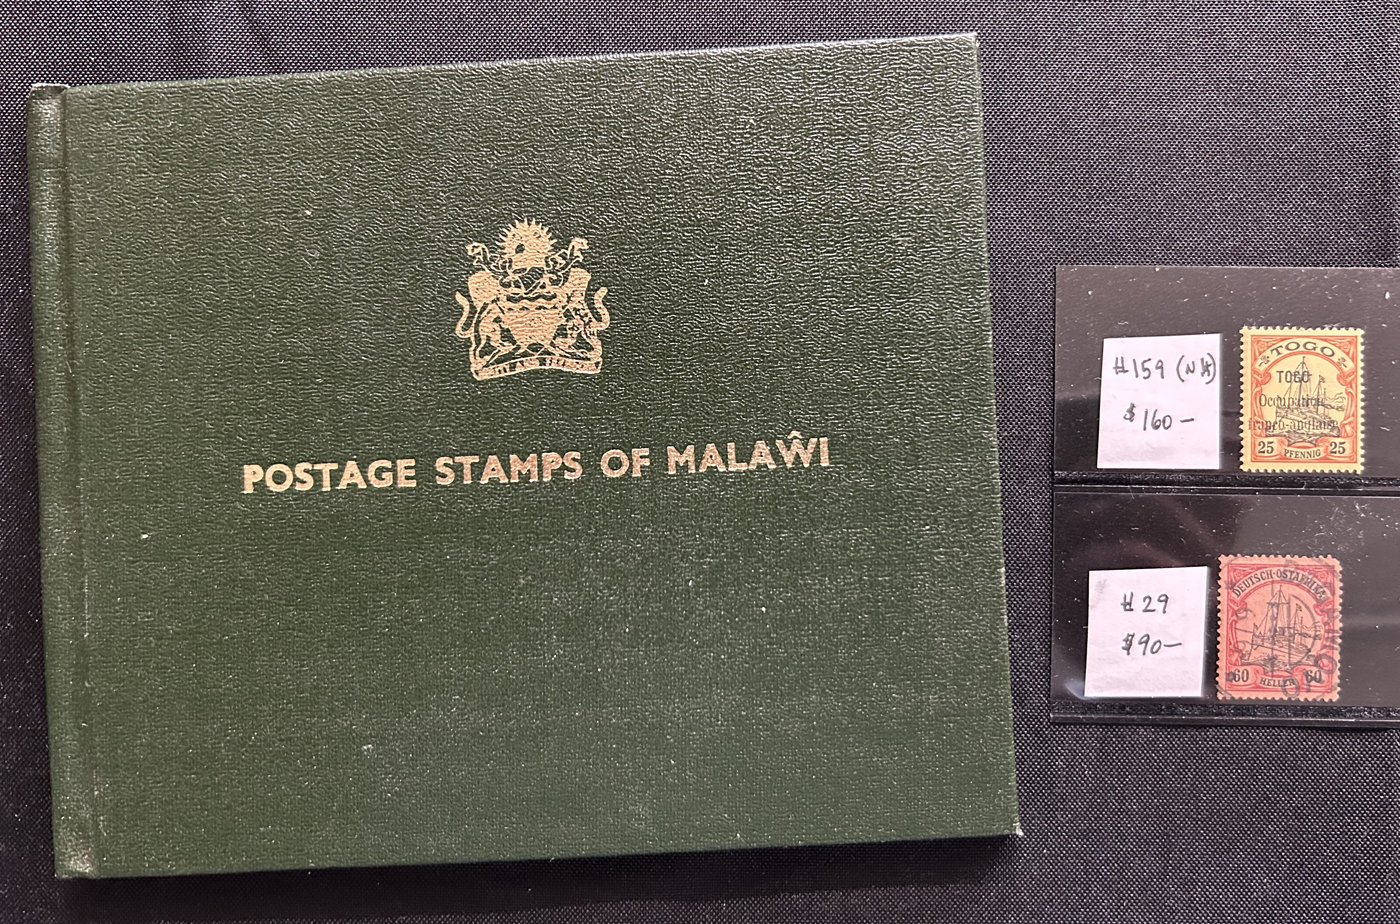 POSTAGE STAMPS OF MALAŴI
#159 (NH)
$160-
TOGO
TOGO
Occupation
franco-anglaise
25 PFENNIG 25
#29
$90-
DEUTSCH-OSTAFRIKA
60 HELLER 60